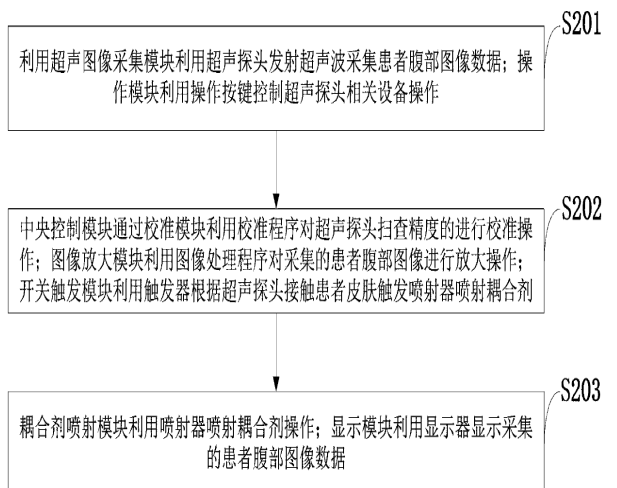 S201
利用超声图像采集模块利用超声探头发射超声波采集患者腹部图像数据；操
作模块利用操作按键控制超声探头相关设备操作
S202
中央控制模块通过校准模块利用校准程序对超声探头扫查精度的进行校准操
作；图像放大模块利用图像处理程序对采集的患者腹部图像进行放大操作；
开关触发模块利用触发器根据超声探头接触患者皮肤触发喷射器喷射耦合剂
S203
耦合剂喷射模块利用喷射器喷射耦合剂操作；显示模块利用显示器显示采集
的患者腹部图像数据